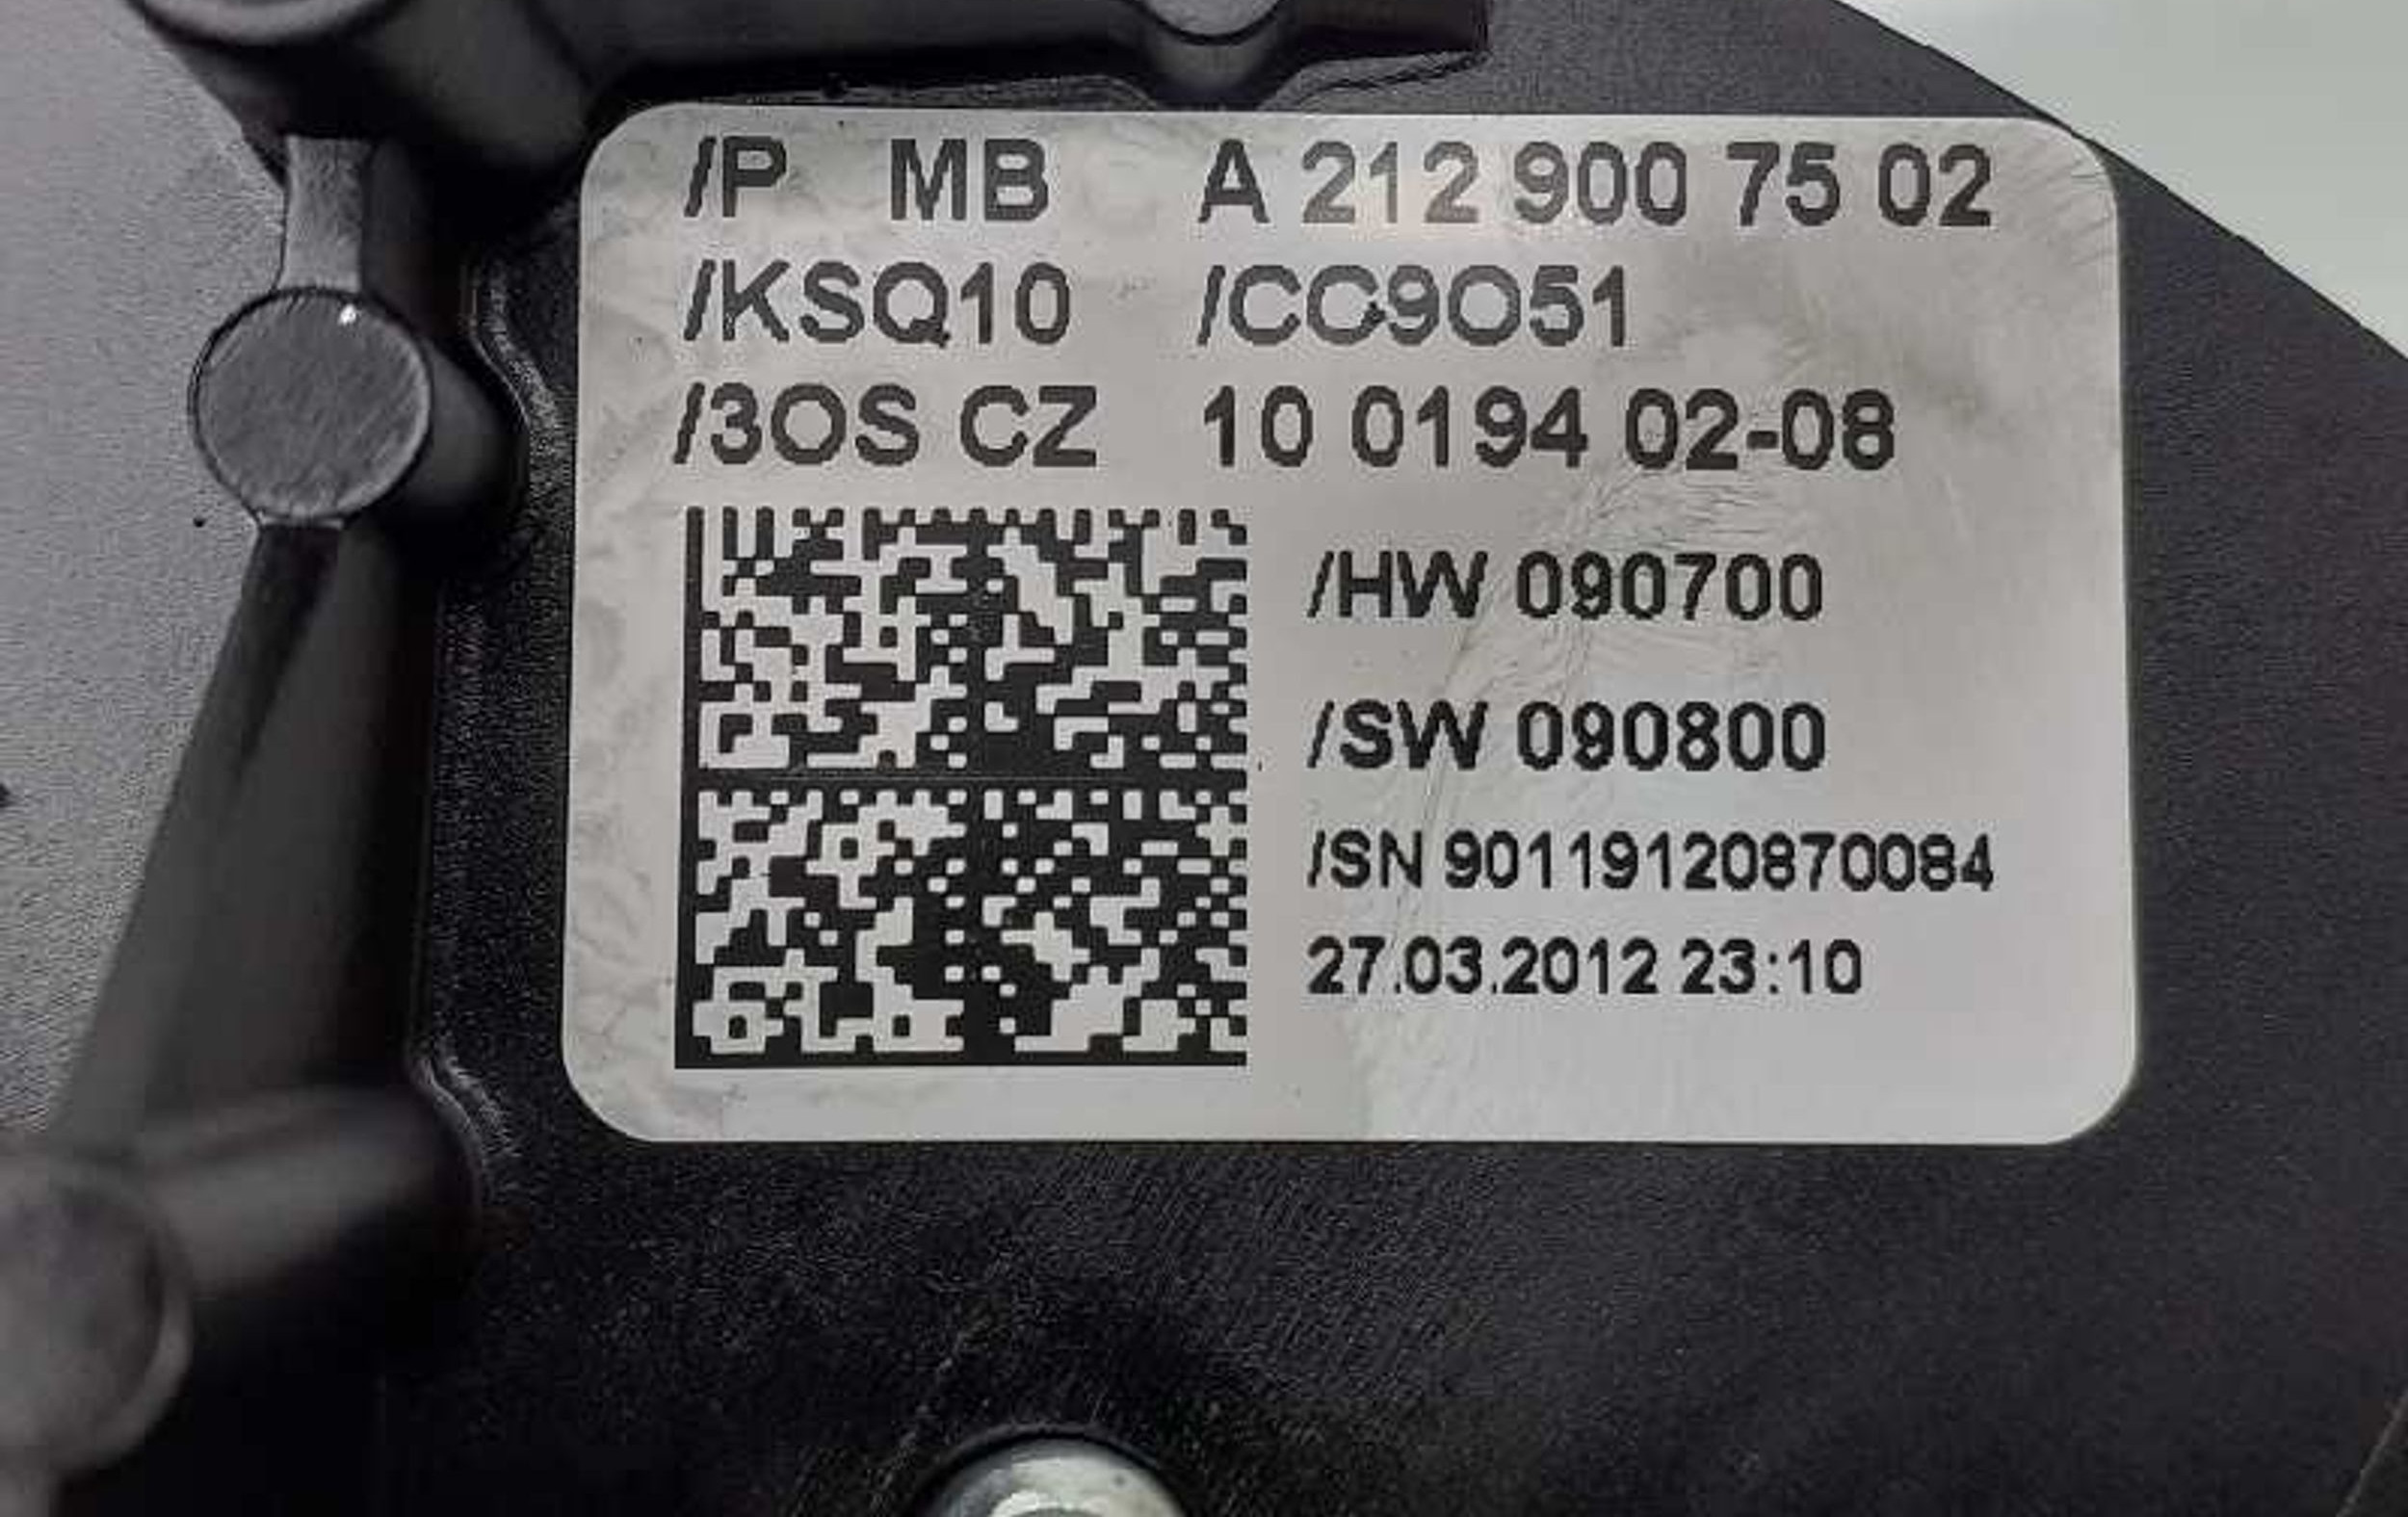 /P MB A 212 900 75 02
/KSQ10 /CC9O51
/3OS CZ 10 0194 02-08
/HW 090700
/SW 090800
/SN 90119120870084
27.03.2012 23:10